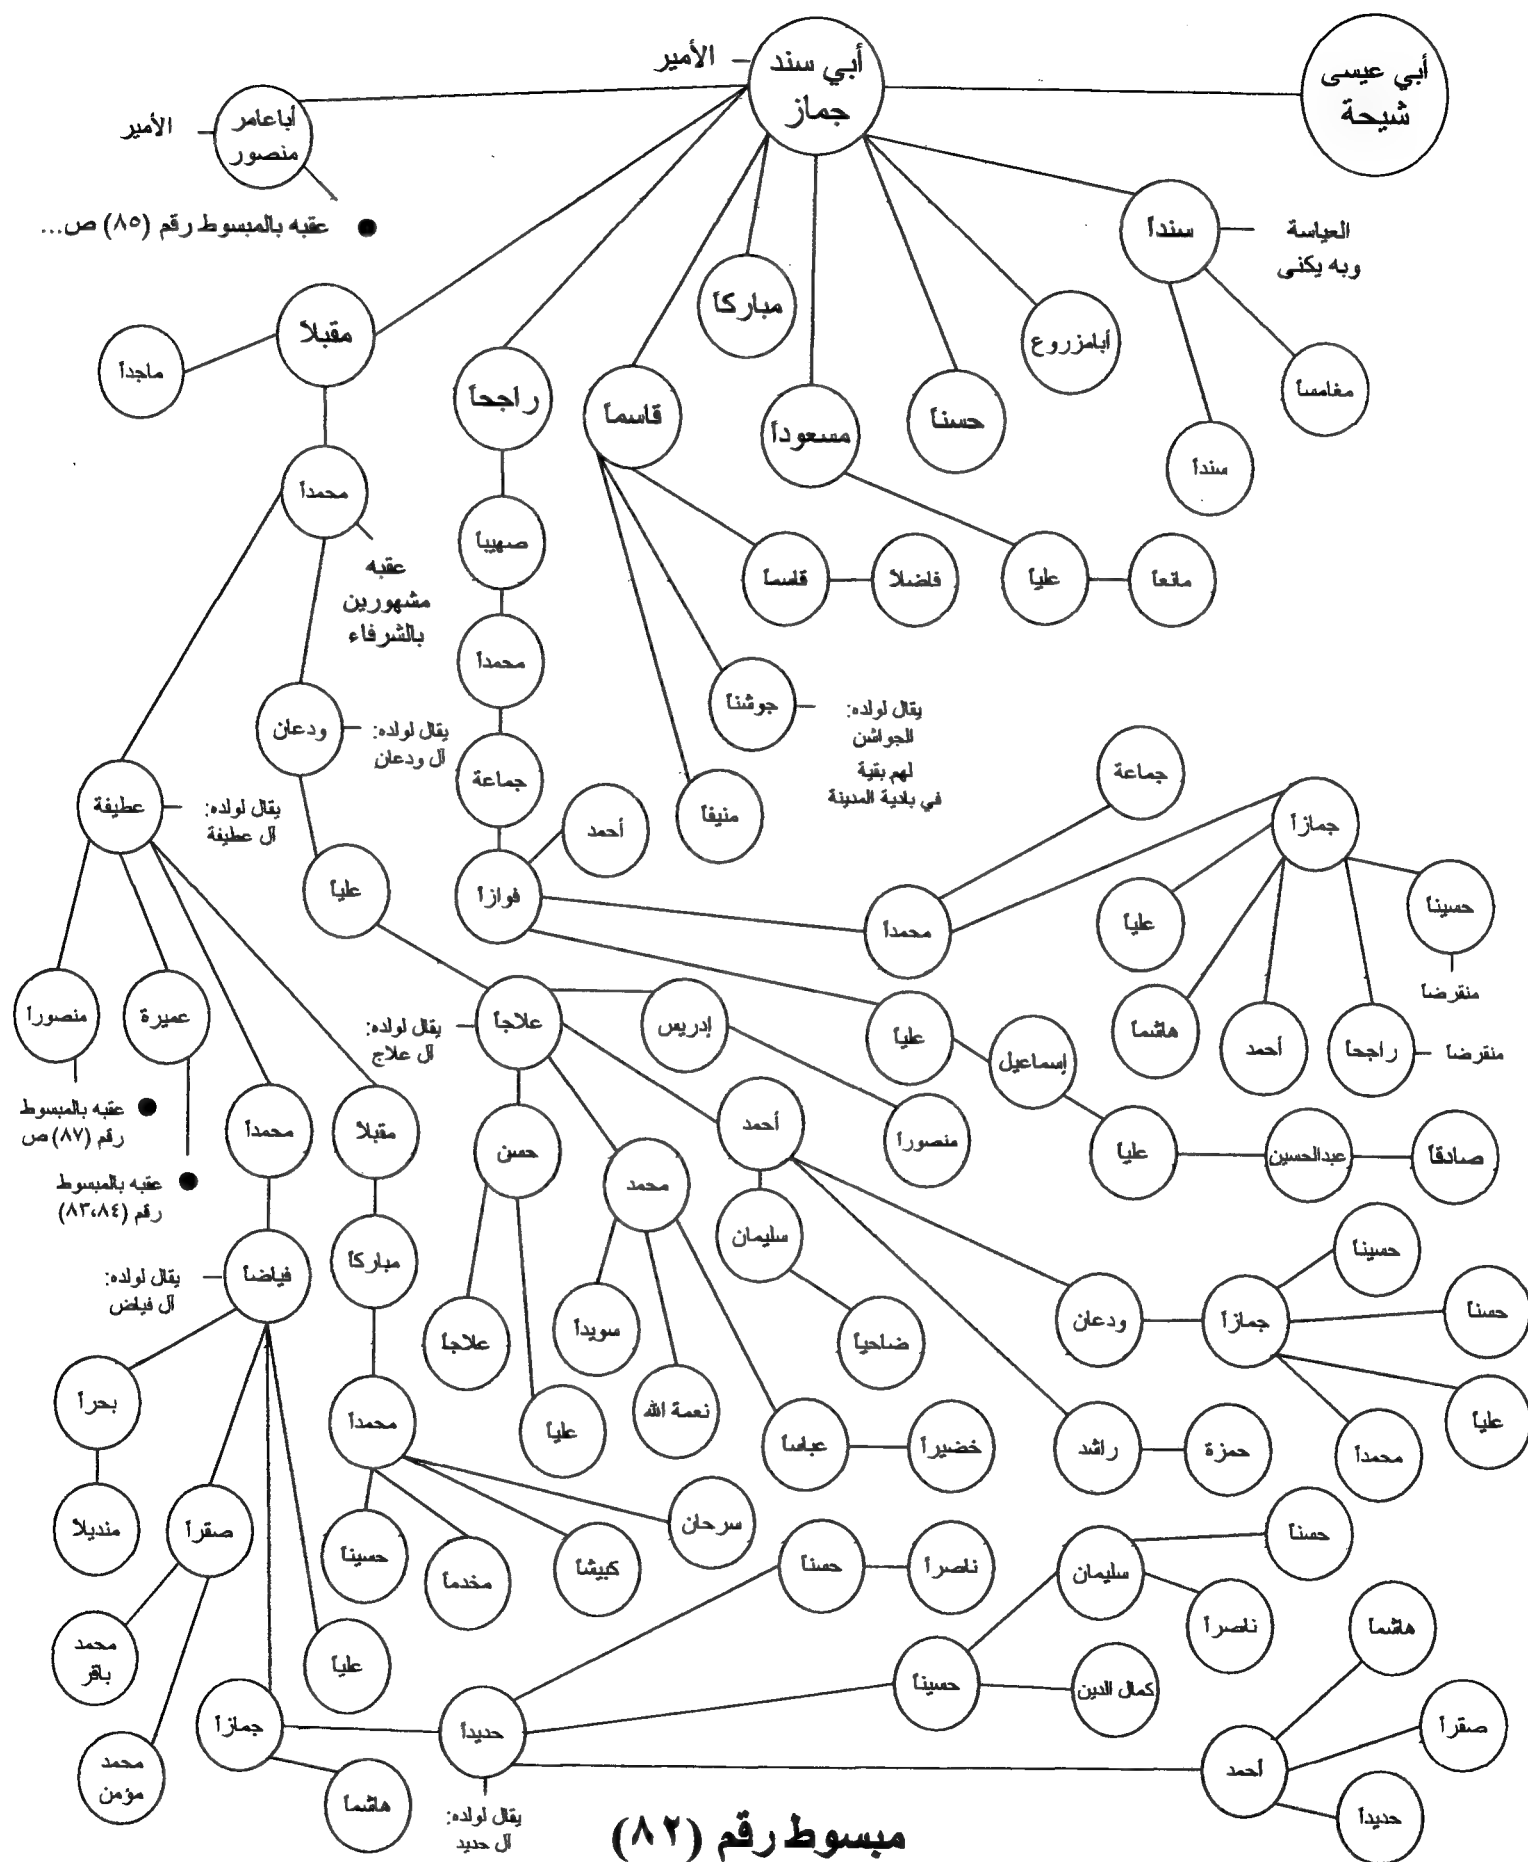 أبي عيسى
شيحة
أبي سند
جماز
الأمير
أباعامر
منصور
الأمير
● عقبه بالمبسوط رقم (٨٥) ص...
سنداً
العياسة
وبه يكنى
مغامساً
سنداً
أبامزروع
حسناً
مسعوداً
مباركاً
قاسماً
راجحاً
مقبلاً
ماجداً
محمداً
عقبه
مشهورين
بالشرفاء
صهيباً
قاسماً
فاضلاً
علياً
مانعاً
محمداً
جوشناً
يقال لولده:
الجواشن
لهم بقية
في بادية المدينة
منيفاً
ودعان
يقال لولده:
آل ودعان
جماعة
أحمد
فوازاً
جماعة
جمازاً
محمداً
علياً
حسيناً
منقرضاً
هاشماً
أحمد
راجحاً
منقرضاً
عطيفة
يقال لولده:
آل عطيفة
علياً
علاجاً
يقال لولده:
آل علاج
إدريس
علياً
إسماعيل
منصوراً
عميرة
● عقبه بالمبسوط
رقم (٨٧) ص
● عقبه بالمبسوط
رقم (٨٣،٨٤)
محمداً
مقبلاً
حسن
محمد
أحمد
منصوراً
علياً
عبدالحسين
صادقاً
سليمان
فياضاً
يقال لولده:
آل فياض
مباركاً
علاجاً
سويداً
ضاحياً
ودعان
جمازاً
حسيناً
حسناً
علياً
محمداً
بحراً
محمداً
علياً
نعمة الله
عباساً
خضيراً
راشد
حمزة
منديلاً
صقراً
حسيناً
مخدماً
كبيشاً
سرحان
حسناً
ناصراً
سليمان
حسناً
ناصراً
هاشماً
محمد
باقر
علياً
حسيناً
كمال الدين
محمد
مؤمن
جمازاً
هاشماً
حديداً
يقال لولده:
آل حديد
أحمد
صقراً
حديداً
مبسوط رقم (٨٢)